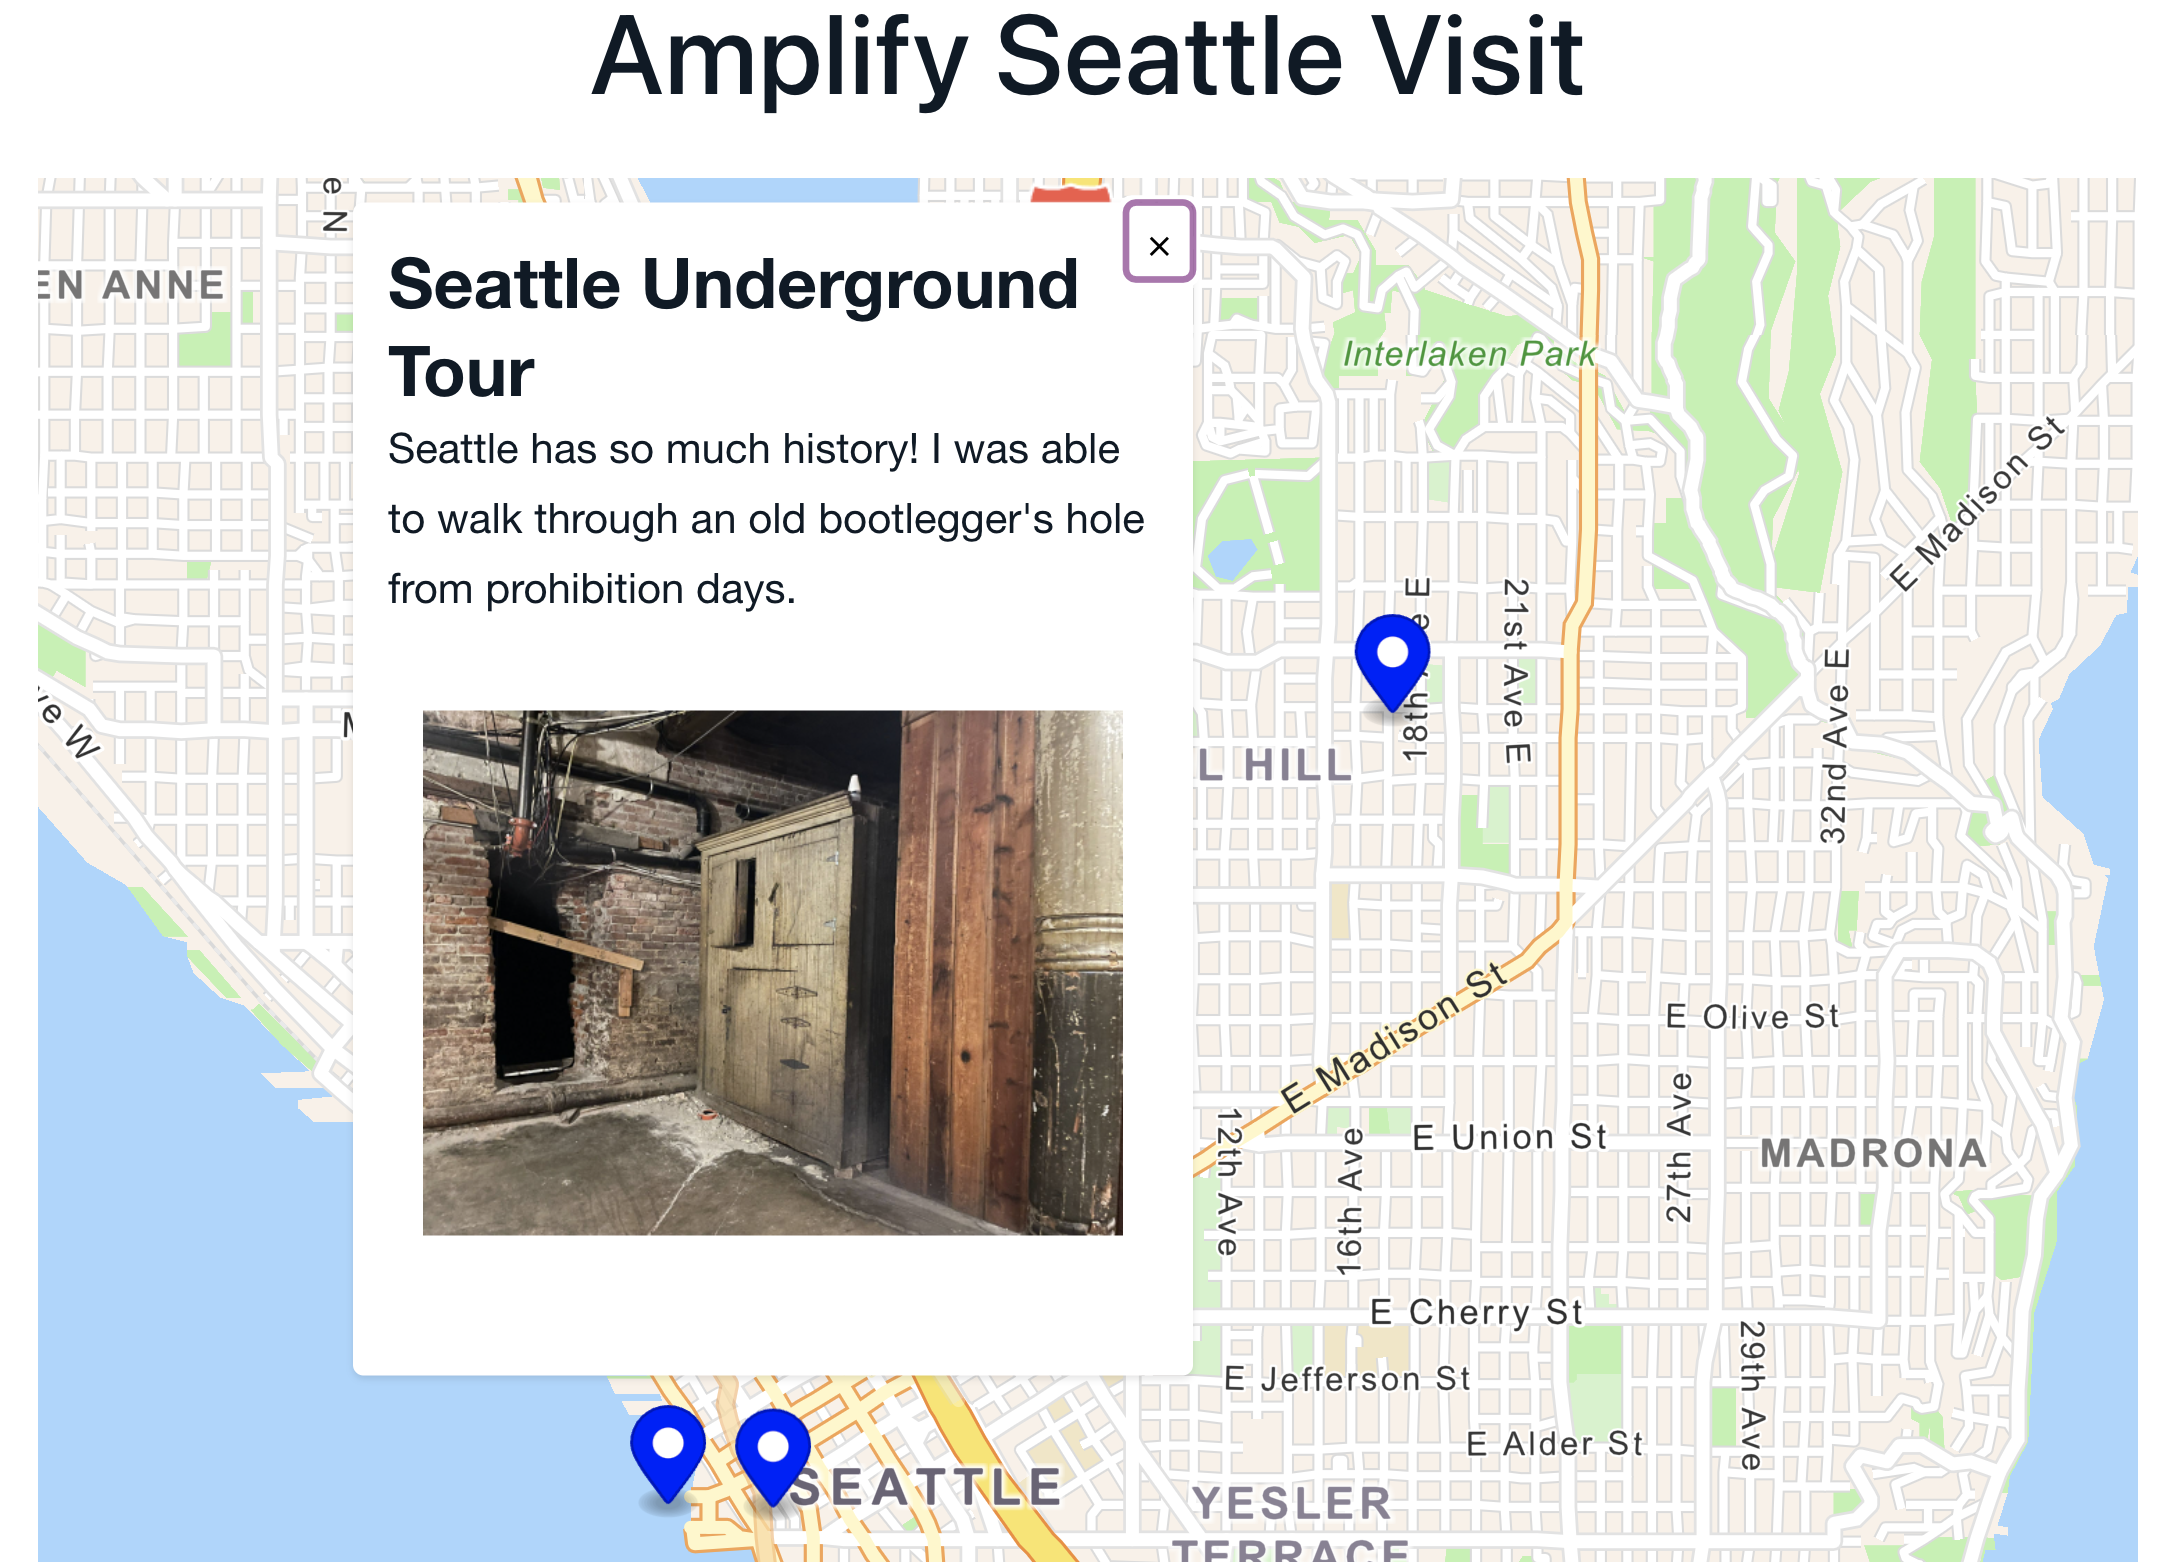 Amplify Seattle Visit
e N
EN ANNE
×
Seattle Underground
Tour
Seattle has so much history! I was able
to walk through an old bootlegger's hole
from prohibition days.
Interlaken Park
E Madison St
18th Ave E
21st Ave E
32nd Ave E
ve W
L HILL
E Madison St
E Olive St
12th Ave
16th Ave
E Union St
27th Ave
MADRONA
E Cherry St
E Jefferson St
29th Ave
E Alder St
SEATTLE
YESLER
TERRACE